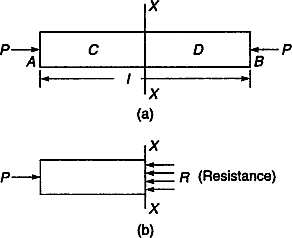 X
P C D P
A B
l
X
(a)
X
P R (Resistance)
X
(b)